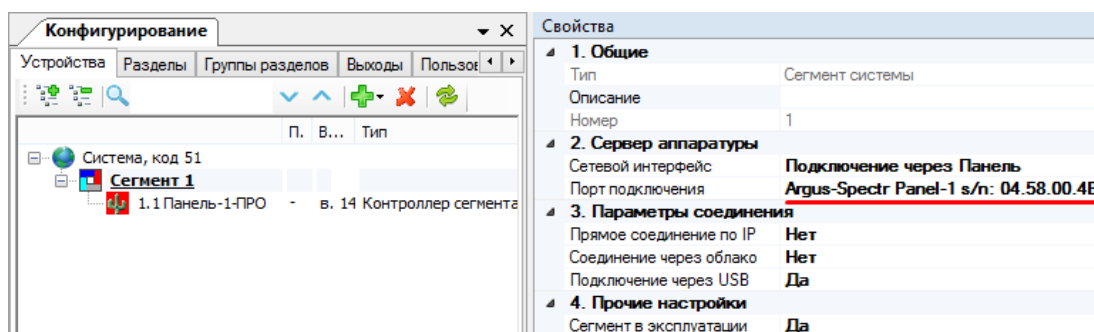 Конфигурирование
Устройства Разделы Группы разделов Выходы Пользов
П. В... Тип
Система, код 51
Сегмент 1
1.1 Панель-1-ПРО - в. 14 Контроллер сегмента
Свойства
1. Общие
Тип Сегмент системы
Описание
Номер 1
2. Сервер аппаратуры
Сетевой интерфейс Подключение через Панель
Порт подключения Argus-Spectr Panel-1 s/n: 04.58.00.4E
3. Параметры соединения
Прямое соединение по IP Нет
Соединение через облако Нет
Подключение через USB Да
4. Прочие настройки
Сегмент в эксплуатации Да